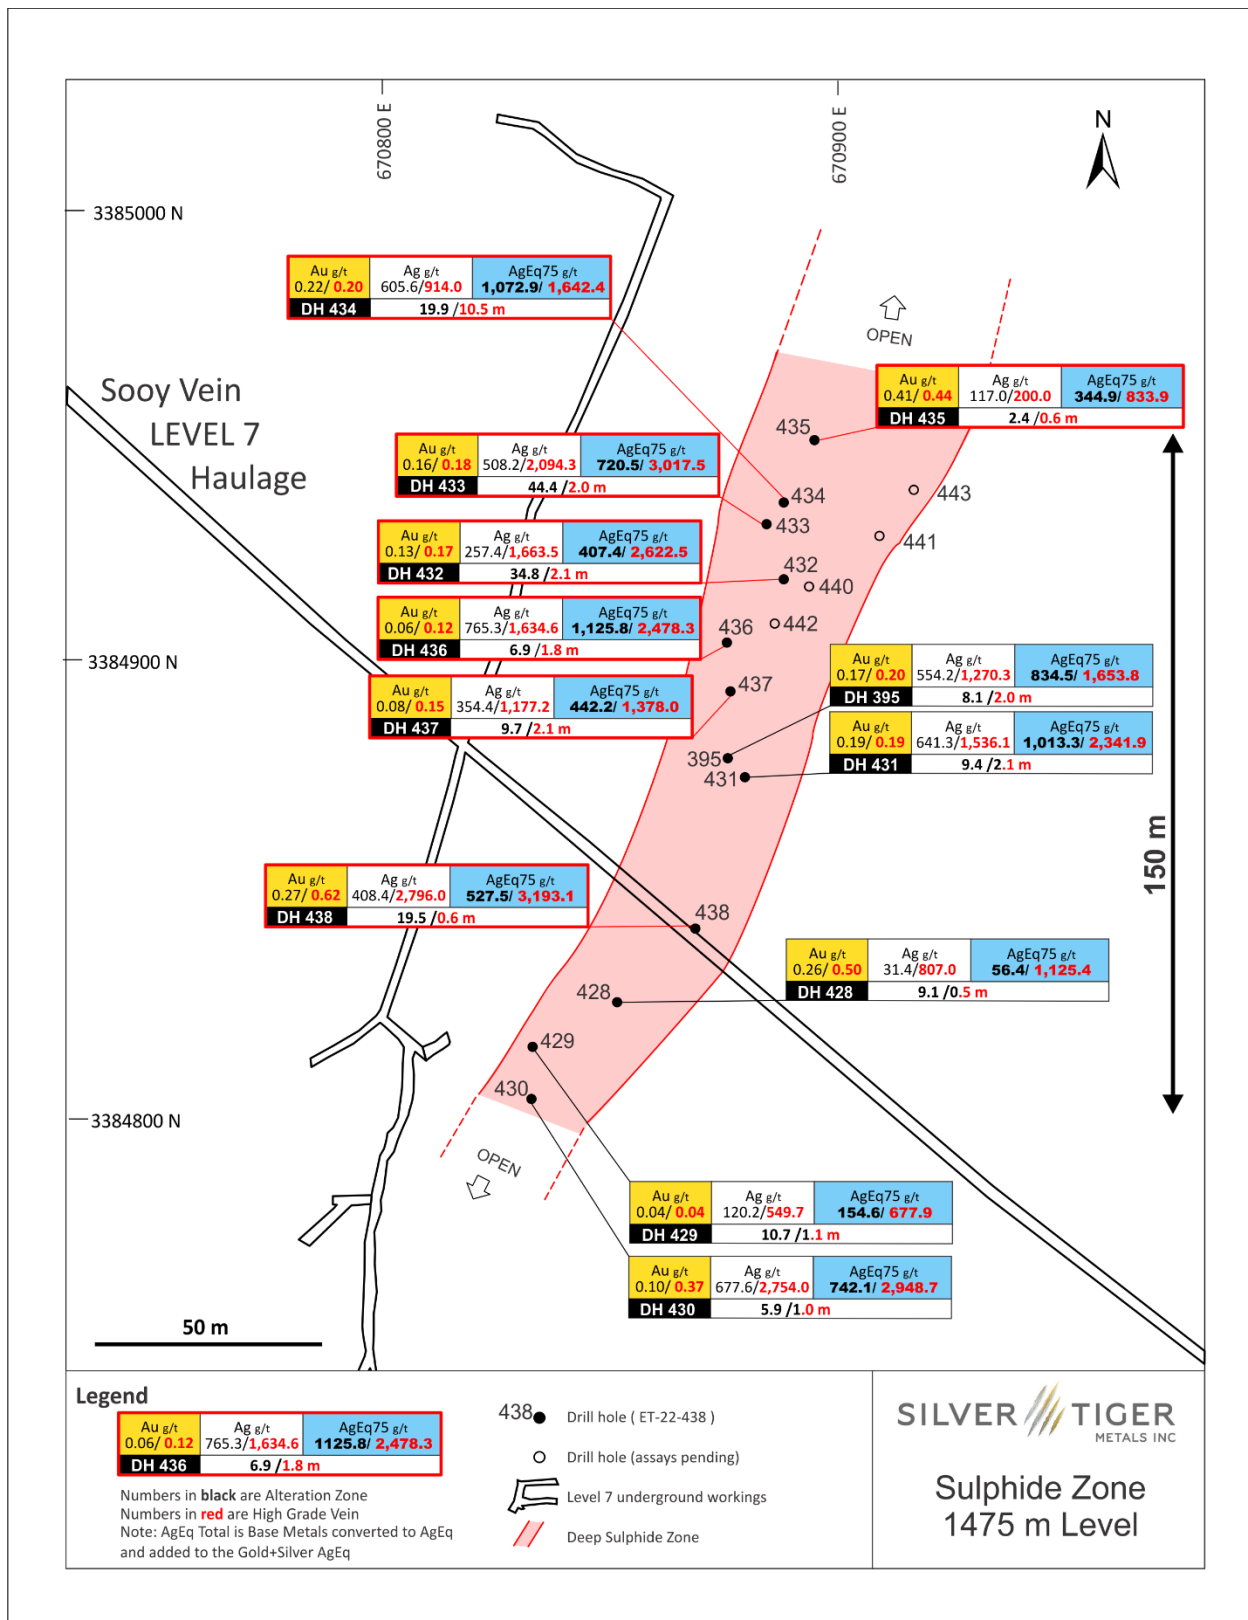 670800 E
670900 E
N
3385000 N
Au g/t Ag g/t AgEq75 g/t
0.22/ 0.20 605.6/914.0 1,072.9/ 1,642.4
DH 434 19.9 /10.5 m
OPEN
Sooy Vein
LEVEL 7
Haulage
Au g/t Ag g/t AgEq75 g/t
0.41/ 0.44 117.0/200.0 344.9/ 833.9
DH 435 2.4 /0.6 m
435
Au g/t Ag g/t AgEq75 g/t
0.16/ 0.18 508.2/2,094.3 720.5/ 3,017.5
DH 433 44.4 /2.0 m
434
443
433
441
Au g/t Ag g/t AgEq75 g/t
0.13/ 0.17 257.4/1,663.5 407.4/ 2,622.5
DH 432 34.8 /2.1 m
432
440
Au g/t Ag g/t AgEq75 g/t
0.06/ 0.12 765.3/1,634.6 1,125.8/ 2,478.3
DH 436 6.9 /1.8 m
436
442
3384900 N
Au g/t Ag g/t AgEq75 g/t
0.17/ 0.20 554.2/1,270.3 834.5/ 1,653.8
DH 395 8.1 /2.0 m
Au g/t Ag g/t AgEq75 g/t
0.08/ 0.15 354.4/1,177.2 442.2/ 1,378.0
DH 437 9.7 /2.1 m
437
Au g/t Ag g/t AgEq75 g/t
0.19/ 0.19 641.3/1,536.1 1,013.3/ 2,341.9
DH 431 9.4 /2.1 m
395
431
150 m
Au g/t Ag g/t AgEq75 g/t
0.27/ 0.62 408.4/2,796.0 527.5/ 3,193.1
DH 438 19.5 /0.6 m
438
Au g/t Ag g/t AgEq75 g/t
0.26/ 0.50 31.4/807.0 56.4/ 1,125.4
DH 428 9.1 /0.5 m
428
429
430
3384800 N
OPEN
Au g/t Ag g/t AgEq75 g/t
0.04/ 0.04 120.2/549.7 154.6/ 677.9
DH 429 10.7 /1.1 m
Au g/t Ag g/t AgEq75 g/t
0.10/ 0.37 677.6/2,754.0 742.1/ 2,948.7
DH 430 5.9 /1.0 m
50 m
Legend
Au g/t Ag g/t AgEq75 g/t
0.06/ 0.12 765.3/1,634.6 1125.8/ 2,478.3
DH 436 6.9 /1.8 m
Numbers in black are Alteration Zone
Numbers in red are High Grade Vein
Note: AgEq Total is Base Metals converted to AgEq
and added to the Gold+Silver AgEq
438 Drill hole ( ET-22-438 )
Drill hole (assays pending)
Level 7 underground workings
Deep Sulphide Zone
SILVER TIGER
METALS INC
Sulphide Zone
1475 m Level